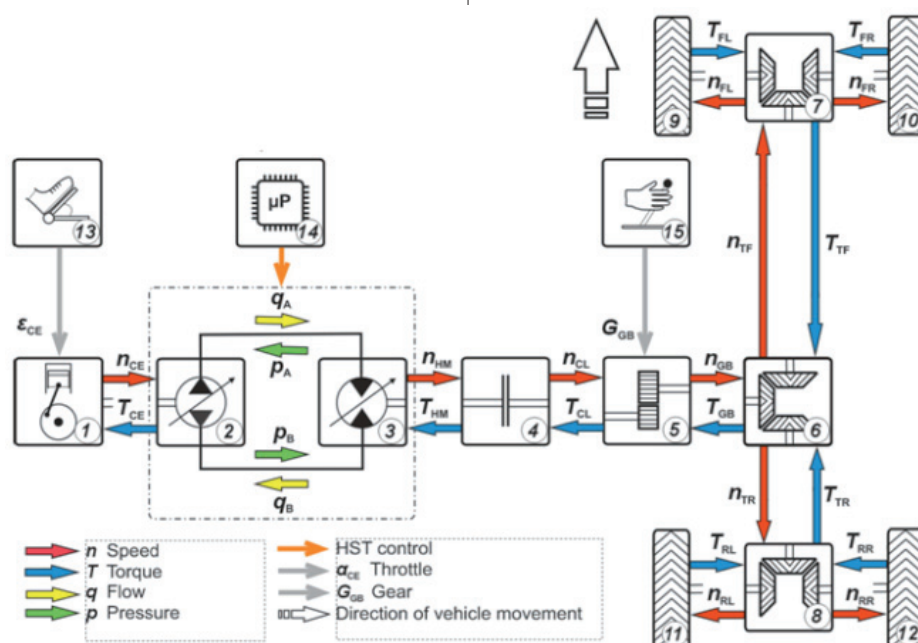 T_FL
T_FR
n_FL
n_FR
9
7
10
13
µP
14
15
n_TF
T_TF
ε_CE
q_A
p_A
G_GB
n_CE
T_CE
n_HM
T_HM
n_CL
T_CL
n_GB
T_GB
1
2
3
4
5
6
p_B
q_B
n_TR
T_TR
n Speed
T Torque
q Flow
p Pressure
HST control
α_CE Throttle
G_GB Gear
Direction of vehicle movement
T_RL
T_RR
n_RL
n_RR
11
8
12